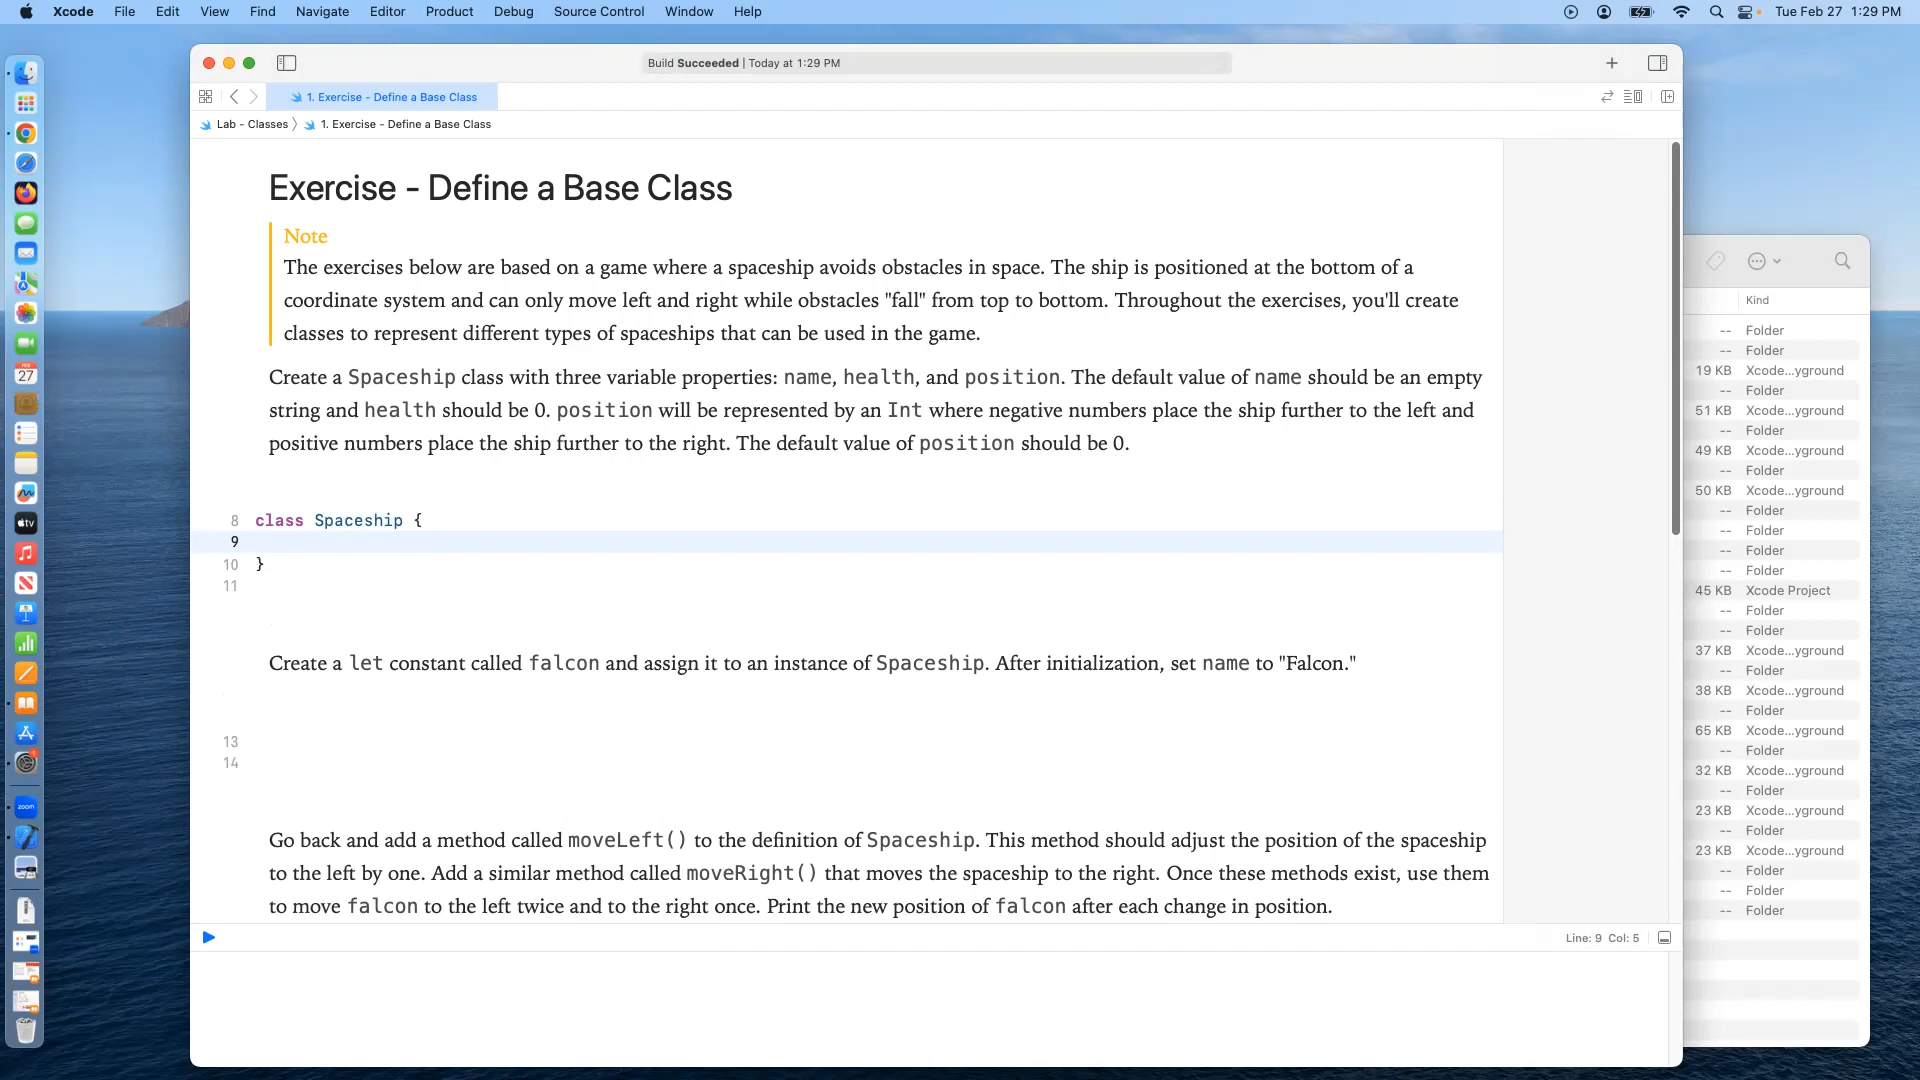 Xcode File Edit View Find Navigate Editor Product Debug Source Control Window Help Tue Feb 27 1:29 PM
Build Succeeded | Today at 1:29 PM
1. Exercise - Define a Base Class
Lab - Classes 〉 1. Exercise - Define a Base Class
Exercise - Define a Base Class
Note
The exercises below are based on a game where a spaceship avoids obstacles in space. The ship is positioned at the bottom of a
coordinate system and can only move left and right while obstacles "fall" from top to bottom. Throughout the exercises, you'll create
classes to represent different types of spaceships that can be used in the game.
Create a Spaceship class with three variable properties: name, health, and position. The default value of name should be an empty
string and health should be 0. position will be represented by an Int where negative numbers place the ship further to the left and
positive numbers place the ship further to the right. The default value of position should be 0.
8 class Spaceship {
9
10 }
11
Create a let constant called falcon and assign it to an instance of Spaceship. After initialization, set name to "Falcon."
13
14
Go back and add a method called moveLeft() to the definition of Spaceship. This method should adjust the position of the spaceship
to the left by one. Add a similar method called moveRight() that moves the spaceship to the right. Once these methods exist, use them
to move falcon to the left twice and to the right once. Print the new position of falcon after each change in position.
Line: 9 Col: 5
Kind
-- Folder
-- Folder
19 KB Xcode...yground
-- Folder
51 KB Xcode...yground
-- Folder
49 KB Xcode...yground
-- Folder
50 KB Xcode...yground
-- Folder
-- Folder
-- Folder
-- Folder
45 KB Xcode Project
-- Folder
-- Folder
37 KB Xcode...yground
-- Folder
38 KB Xcode...yground
-- Folder
65 KB Xcode...yground
-- Folder
32 KB Xcode...yground
-- Folder
23 KB Xcode...yground
-- Folder
23 KB Xcode...yground
-- Folder
-- Folder
-- Folder
27
tv
zoom